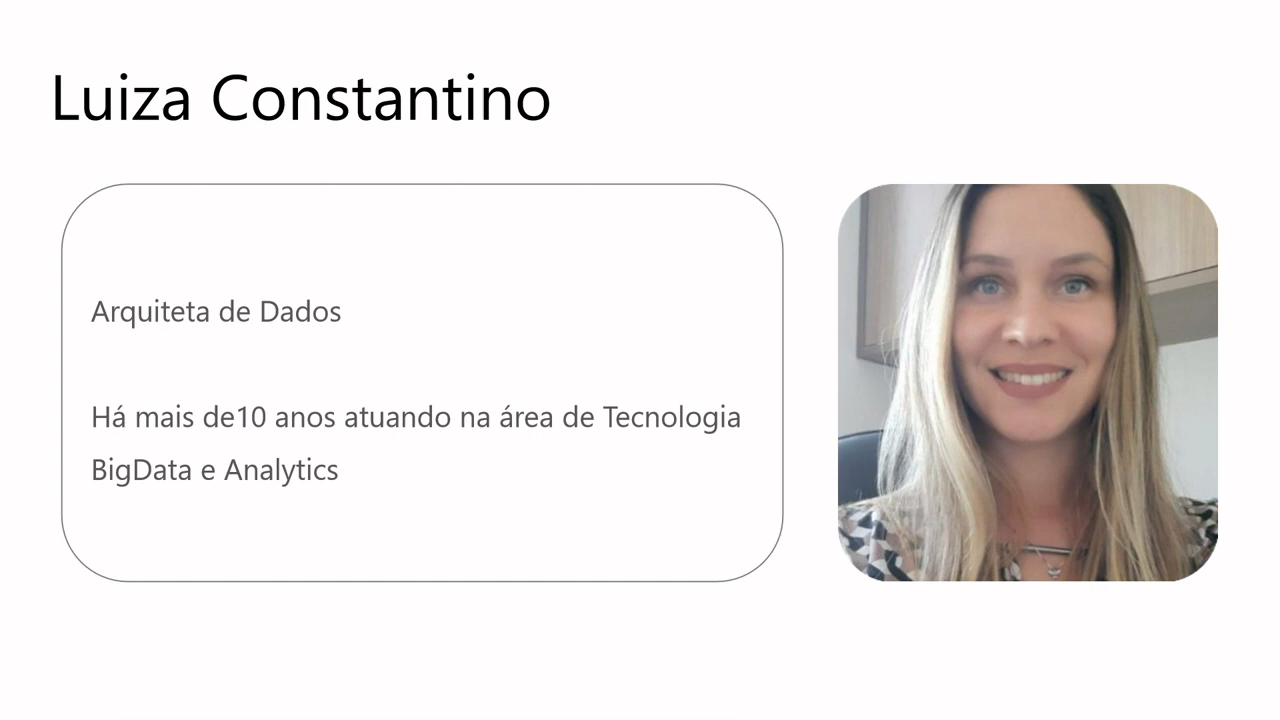 Luiza Constantino
Arquiteta de Dados
Há mais de10 anos atuando na área de Tecnologia
BigData e Analytics